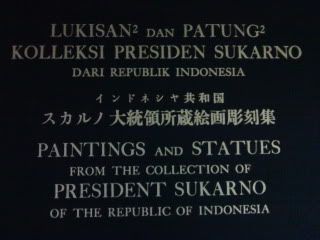 LUKISAN² DAN PATUNG²
KOLLEKSI PRESIDEN SUKARNO
DARI REPUBLIK INDONESIA
インドネシヤ共和国
スカルノ大統領所蔵絵画彫刻集
PAINTINGS AND STATUES
FROM THE COLLECTION OF
PRESIDENT SUKARNO
OF THE REPUBLIC OF INDONESIA